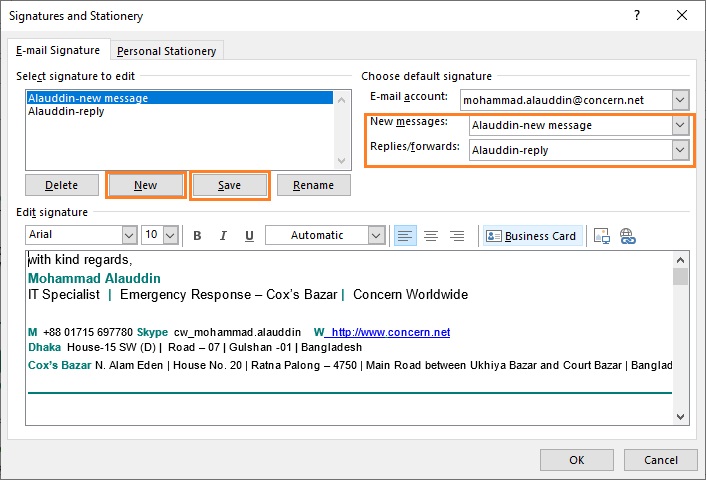 Signatures and Stationery
?
E-mail Signature
Personal Stationery
Select signature to edit
Alauddin-new message
Alauddin-reply
Delete
New
Save
Rename
Choose default signature
E-mail account:
mohammad.alauddin@concern.net
New messages:
Alauddin-new message
Replies/forwards:
Alauddin-reply
Edit signature
Arial
10
B I U
Automatic
Business Card
with kind regards,
Mohammad Alauddin
IT Specialist | Emergency Response – Cox's Bazar | Concern Worldwide
M +88 01715 697780 Skype cw_mohammad.alauddin W http://www.concern.net
Dhaka House-15 SW (D) | Road – 07 | Gulshan -01 | Bangladesh
Cox's Bazar N. Alam Eden | House No. 20 | Ratna Palong – 4750 | Main Road between Ukhiya Bazar and Court Bazar | Banglad
OK
Cancel